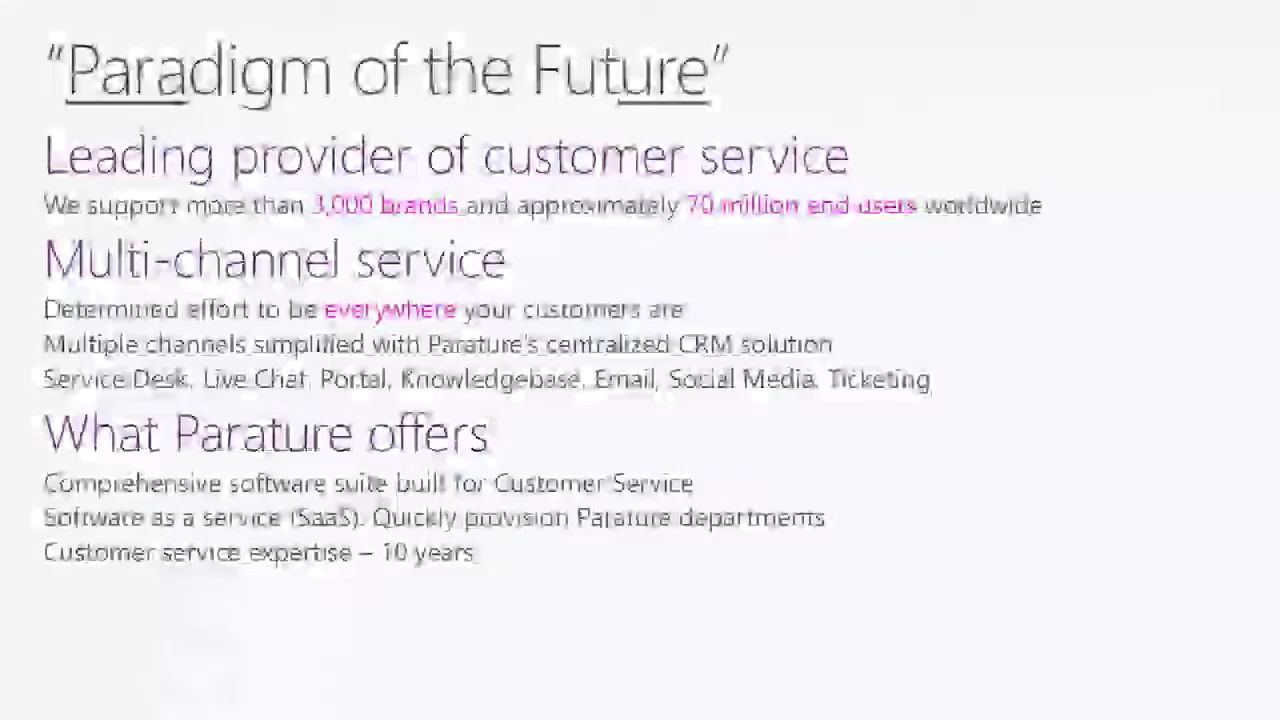 “Paradigm of the Future”
Leading provider of customer service
We support more than 3,000 brands and approximately 70 million end users worldwide
Multi-channel service
Determined effort to be everywhere your customers are
Multiple channels simplified with Parature's centralized CRM solution
Service Desk, Live Chat, Portal, Knowledgebase, Email, Social Media, Ticketing
What Parature offers
Comprehensive software suite built for Customer Service
Software as a service (SaaS). Quickly provision Parature departments
Customer service expertise – 10 years